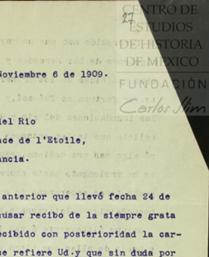 27
CENTRO DE
ESTUDIOS
DE HISTORIA
DE MÉXICO
FUNDACIÓN
Carlos Slim
Noviembre 6 de 1909.
del Rio
ace de l'Etoile,
ancia.
anterior que llevó fecha 24 de
usar recibo de la siempre grata
cibido con posterioridad la car-
ue refiere Ud.y que sin duda por